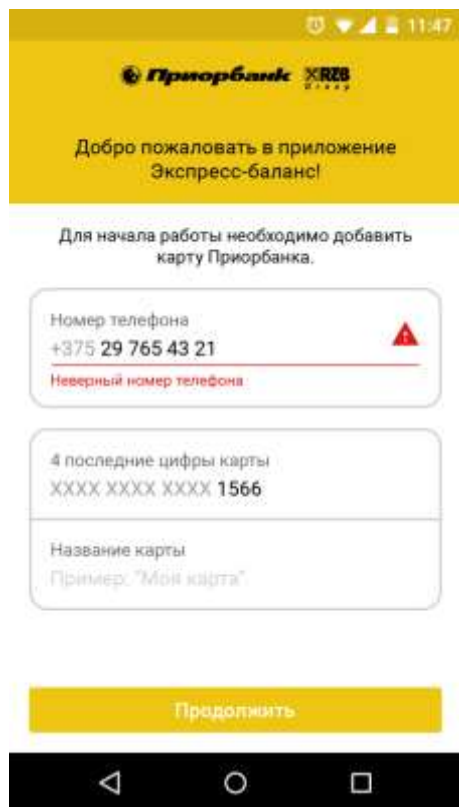 11:47
Приорбанк RZB
Group
Добро пожаловать в приложение
Экспресс-баланс!
Для начала работы необходимо добавить
карту Приорбанка.
Номер телефона
+375 29 765 43 21
Неверный номер телефона
4 последние цифры карты
XXXX XXXX XXXX 1566
Название карты
Пример: "Моя карта"
Продолжить